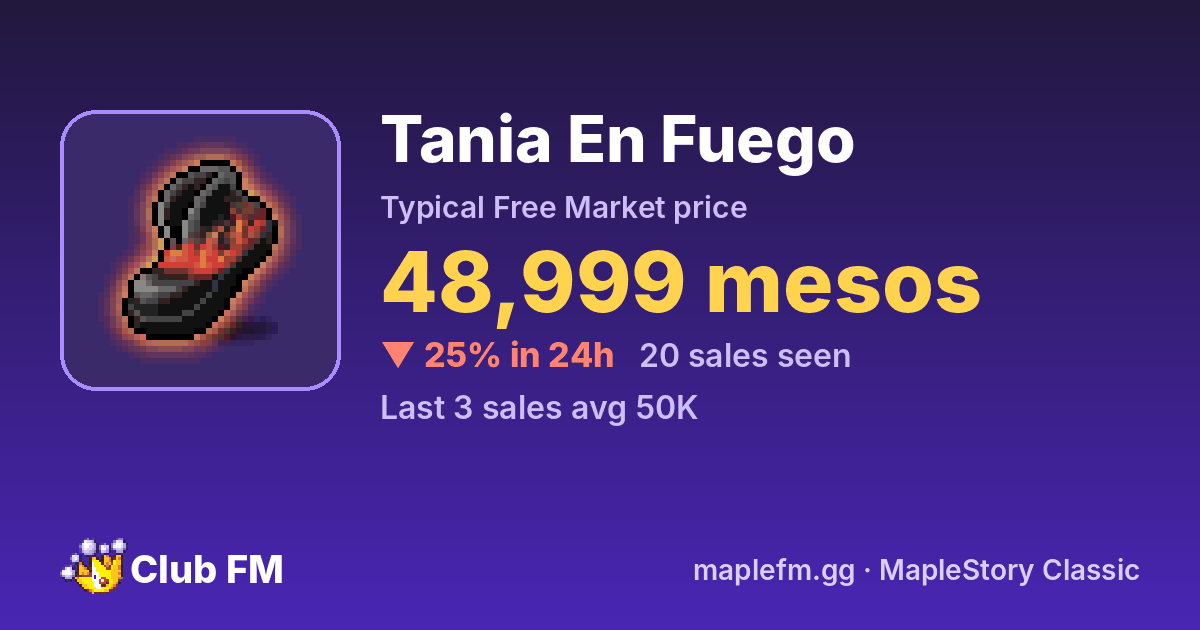 Tania En Fuego
Typical Free Market price
48,999 mesos
▼ 25% in 24h 20 sales seen
Last 3 sales avg 50K
Club FM
maplefm.gg · MapleStory Classic